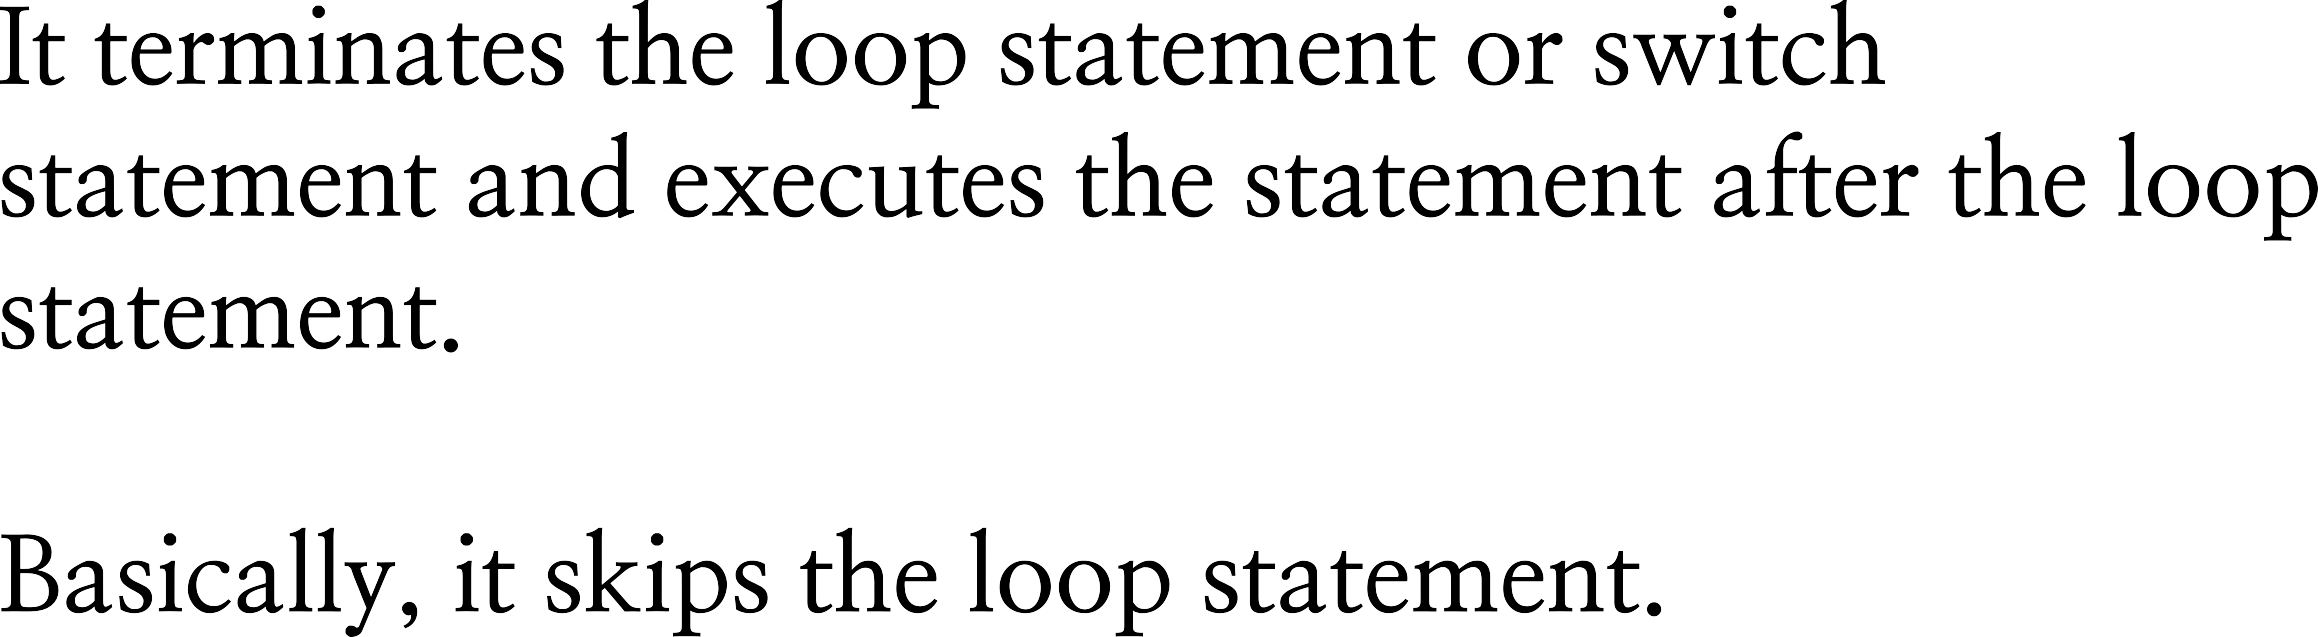 It terminates the loop statement or switch
statement and executes the statement after the loop
statement.
Basically, it skips the loop statement.